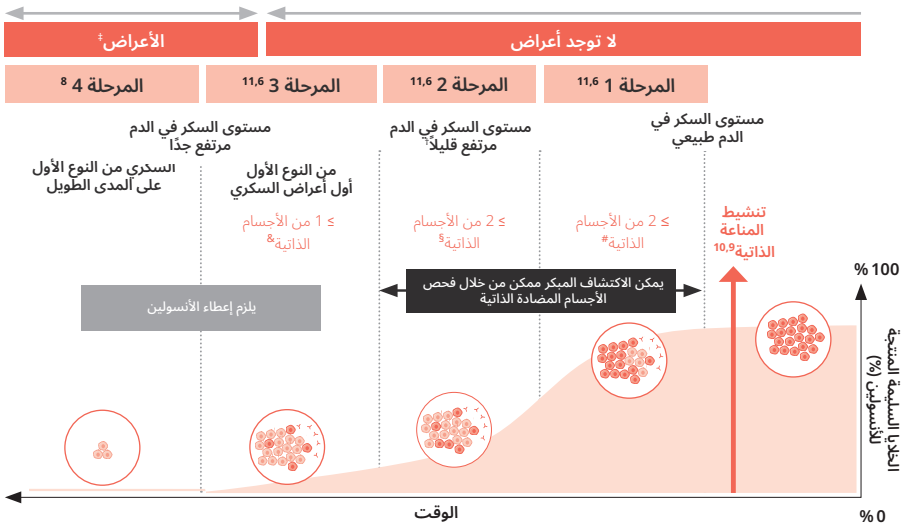 لا توجد أعراض
الأعراض‡
المرحلة 1 11,6
المرحلة 2 11,6
المرحلة 3 11,6
المرحلة 4 8
مستوى السكر في
الدم طبيعي
مستوى السكر في الدم
مرتفع قليلاً†
مستوى السكر في الدم
مرتفع جدًا
من النوع الأول
أول أعراض السكري
السكري من النوع الأول
على المدى الطويل
تنشيط
المناعة
الذاتية10,9
≥ 2 من الأجسام
الذاتية#
≥ 2 من الأجسام
الذاتية§
≥ 1 من الأجسام
الذاتية&
يمكن الاكتشاف المبكر ممكن من خلال فحص
الأجسام المضادة الذاتية
يلزم إعطاء الأنسولين
% 100
الخلايا السليمة المنتجة
للأنسولين (%)
% 0
الوقت